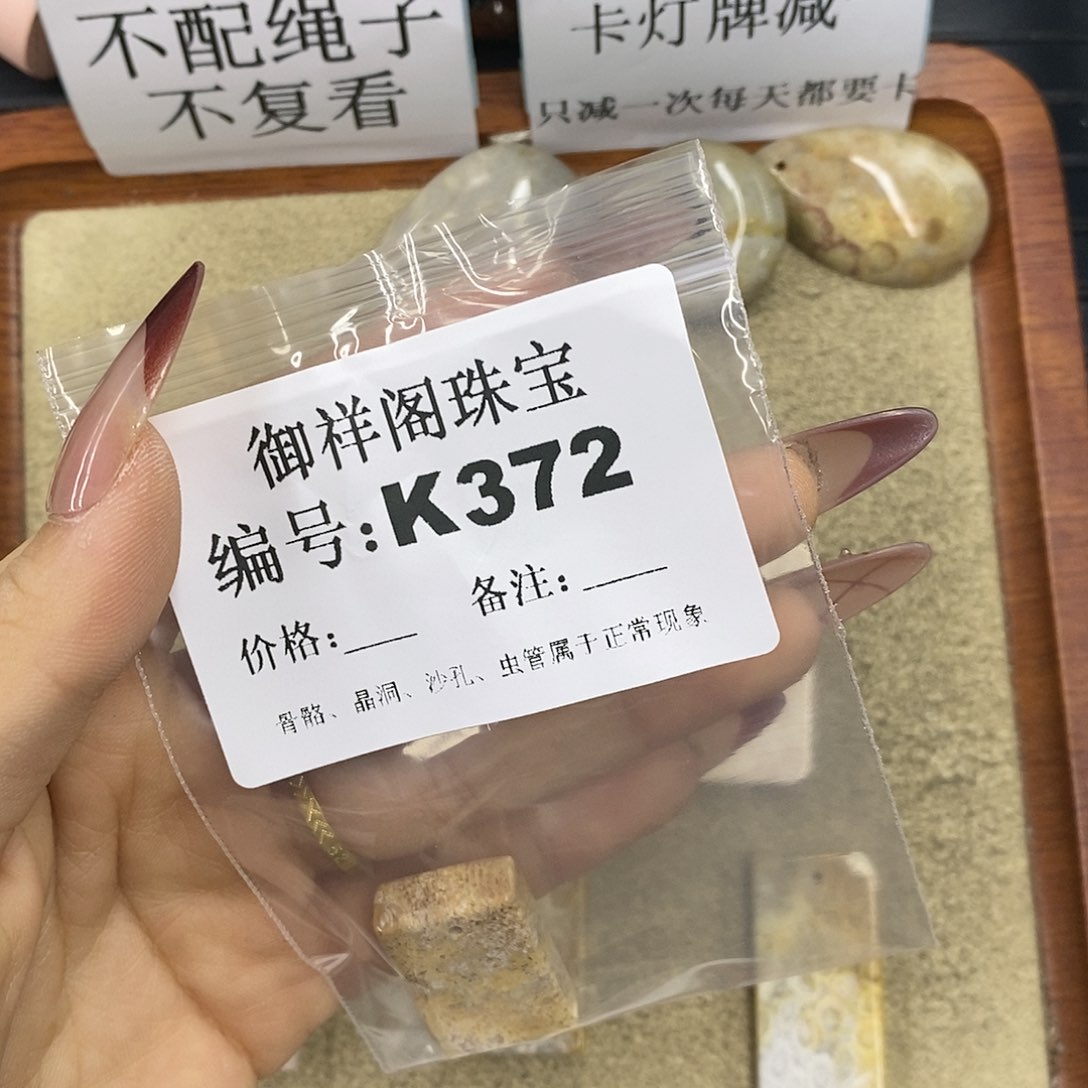 不配绳子
不复看
卡灯牌减
只减一次每天都要卡
御祥阁珠宝
编号:K372
价格:___ 备注:____
骨骼、晶洞、沙孔、虫管属于正常现象